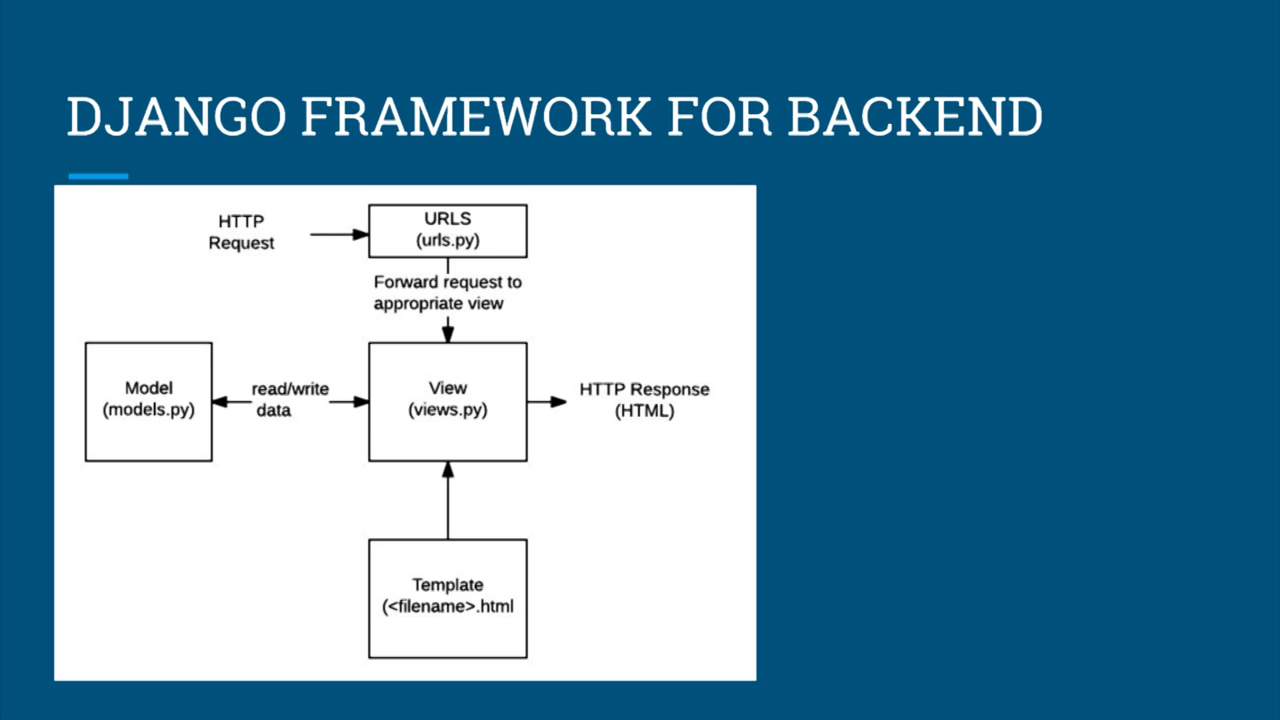 DJANGO FRAMEWORK FOR BACKEND
HTTP
Request
URLS
(urls.py)
Forward request to
appropriate view
Model
(models.py)
read/write
data
View
(views.py)
HTTP Response
(HTML)
Template
(<filename>.html